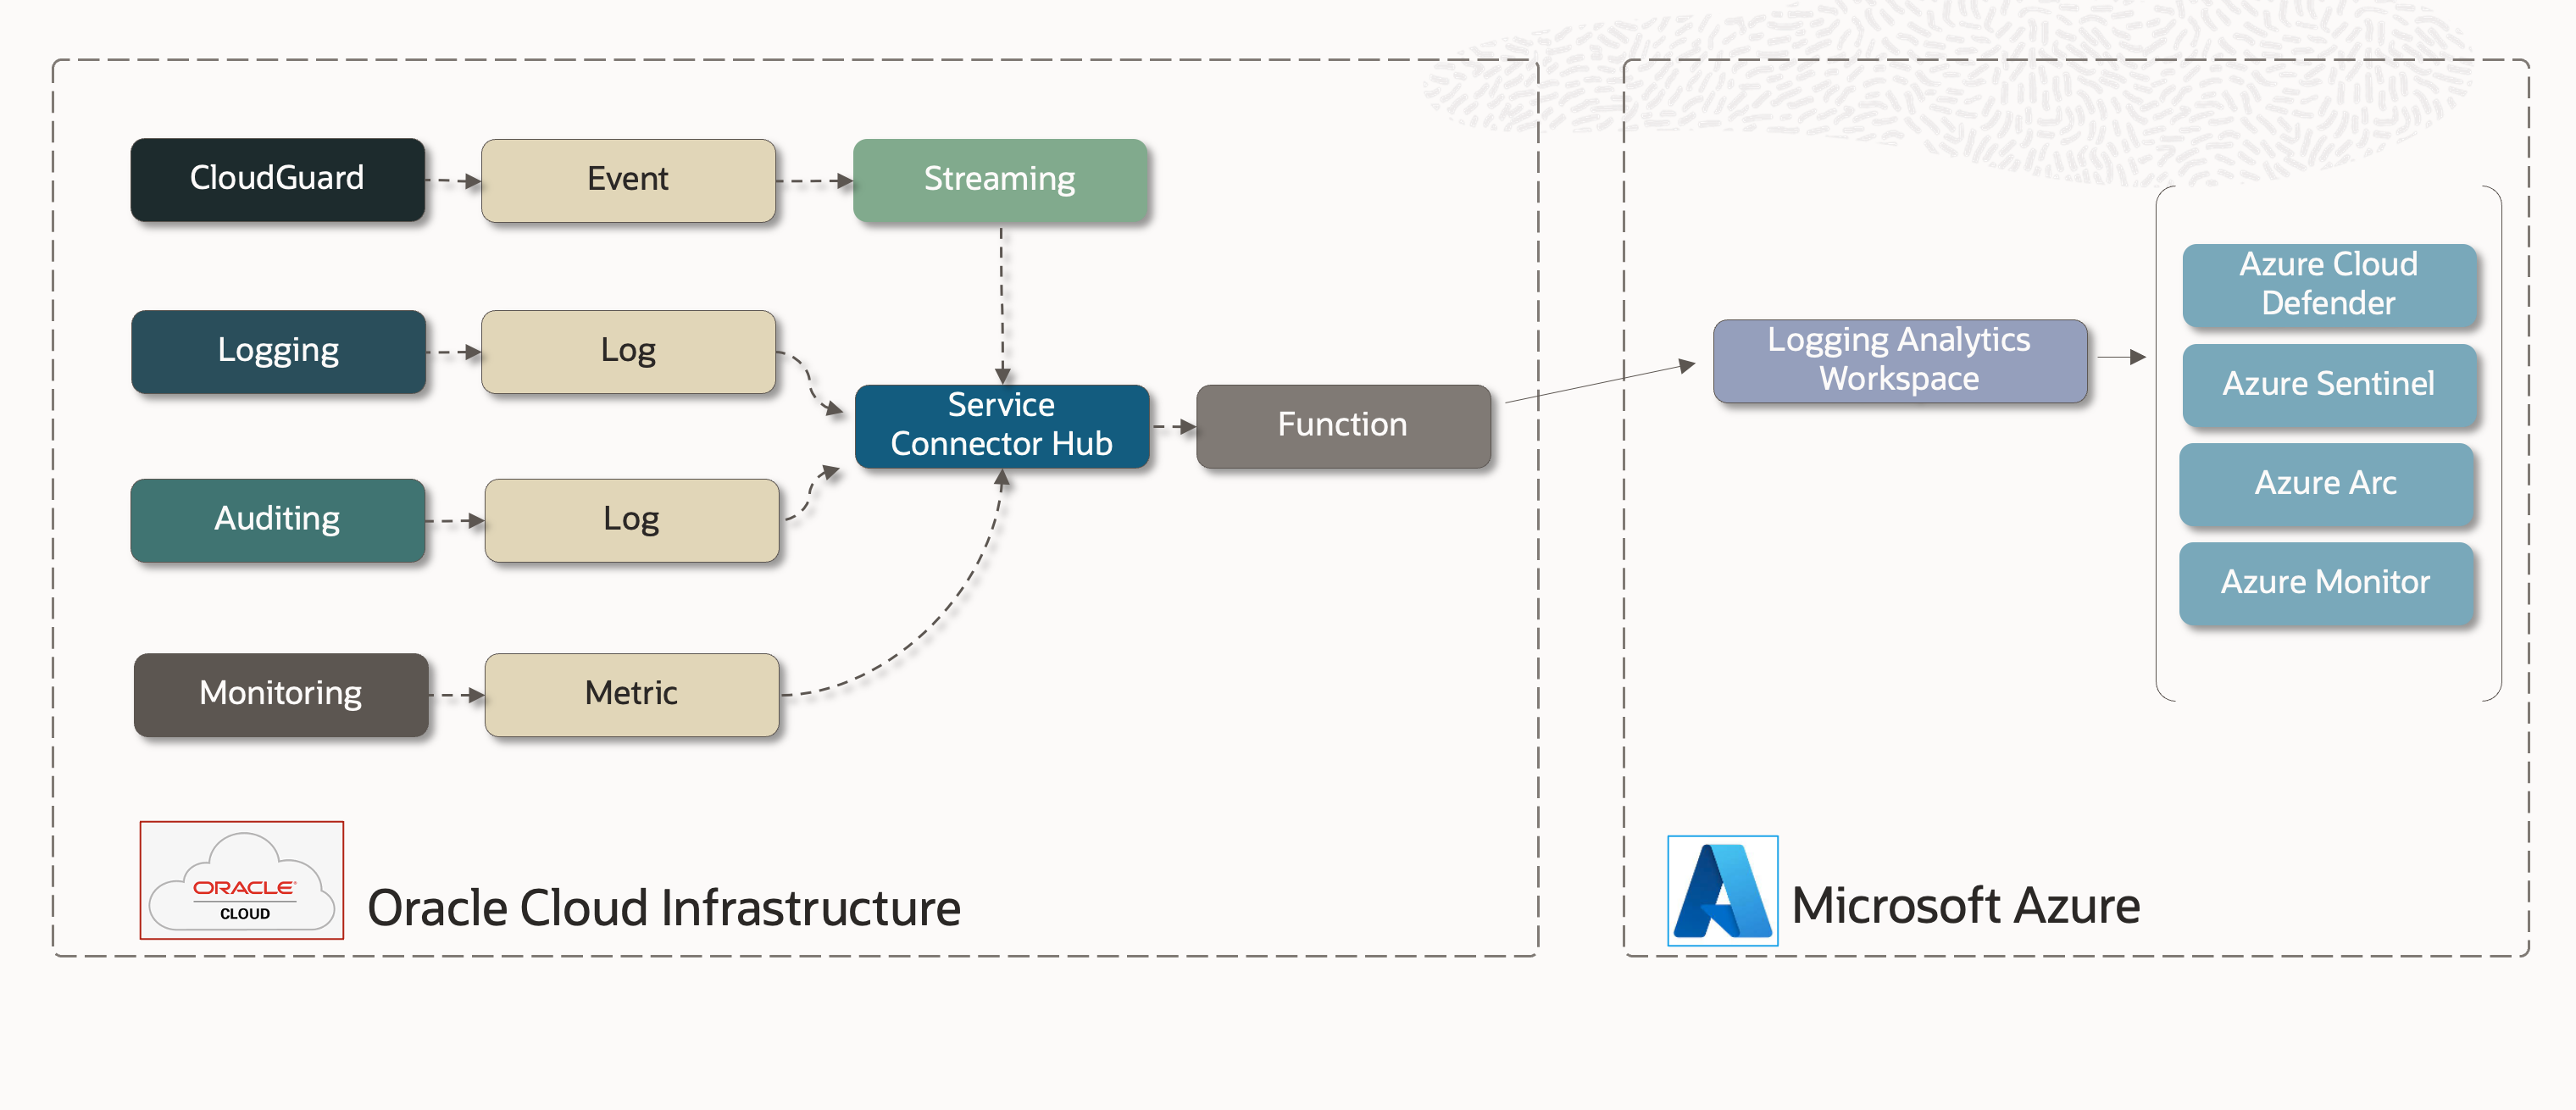 CloudGuard
Event
Streaming
Logging
Log
Service
Connector Hub
Function
Auditing
Log
Monitoring
Metric
ORACLE
CLOUD
Oracle Cloud Infrastructure
Logging Analytics
Workspace
Azure Cloud
Defender
Azure Sentinel
Azure Arc
Azure Monitor
Microsoft Azure